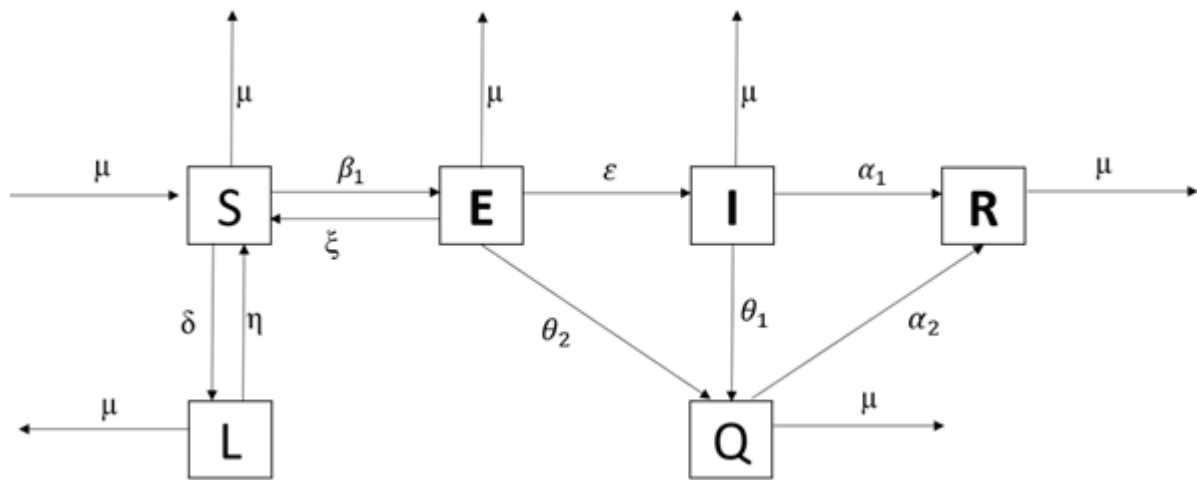 μ μ μ
μ S β₁ E ε I α₁ R μ
ξ
δ η θ₂ θ₁ α₂
μ L Q μ